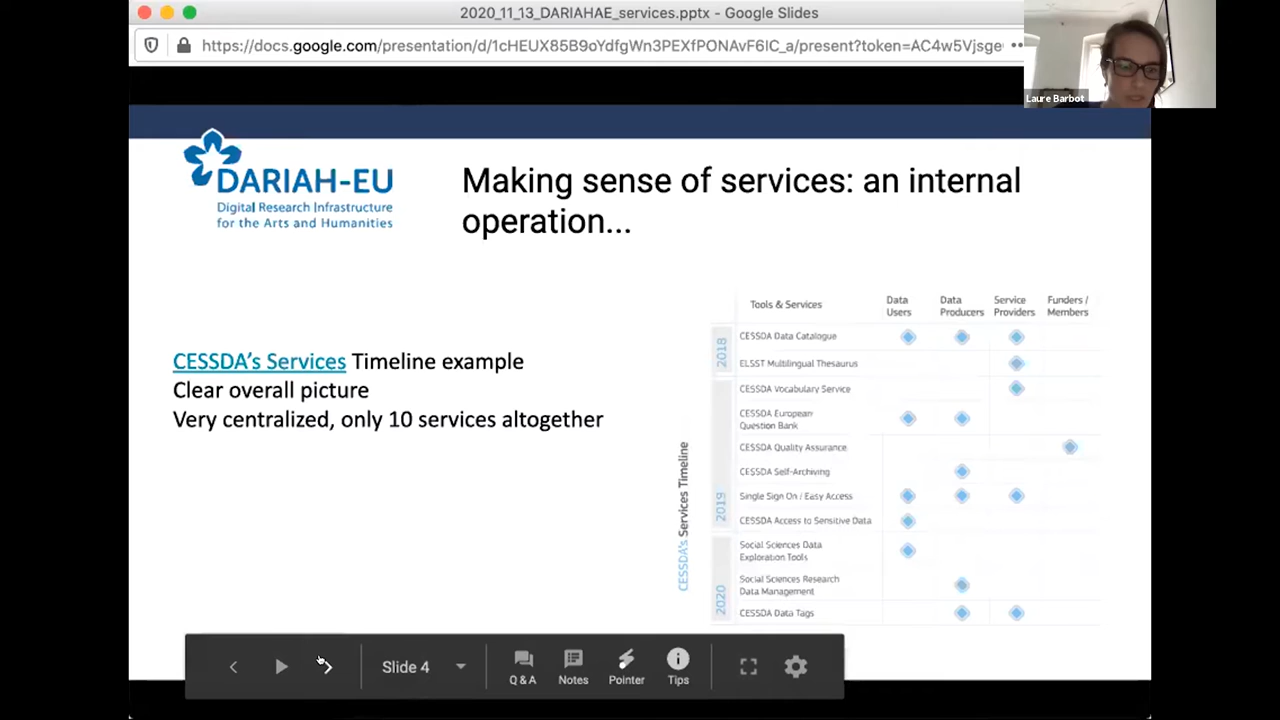 2020_11_13_DARIAHAE_services.pptx - Google Slides
https://docs.google.com/presentation/d/1cHEUX85B9oYdfgWn3PEXfPONAvF6IC_a/present?token=AC4w5Vjsge
Laure Barbot
DARIAH-EU
Digital Research Infrastructure
for the Arts and Humanities
Making sense of services: an internal
operation...
CESSDA's Services Timeline example
Clear overall picture
Very centralized, only 10 services altogether
CESSDA's Services Timeline
Tools & Services
Data
Users
Data
Producers
Service
Providers
Funders /
Members
2018
CESSDA Data Catalogue
ELSST Multilingual Thesaurus
2019
CESSDA Vocabulary Service
CESSDA European
Question Bank
CESSDA Quality Assurance
CESSDA Self-Archiving
Single Sign On / Easy Access
CESSDA Access to Sensitive Data
2020
Social Sciences Data
Exploration Tools
Social Sciences Research
Data Management
CESSDA Data Tags
Slide 4
Q & A
Notes
Pointer
Tips